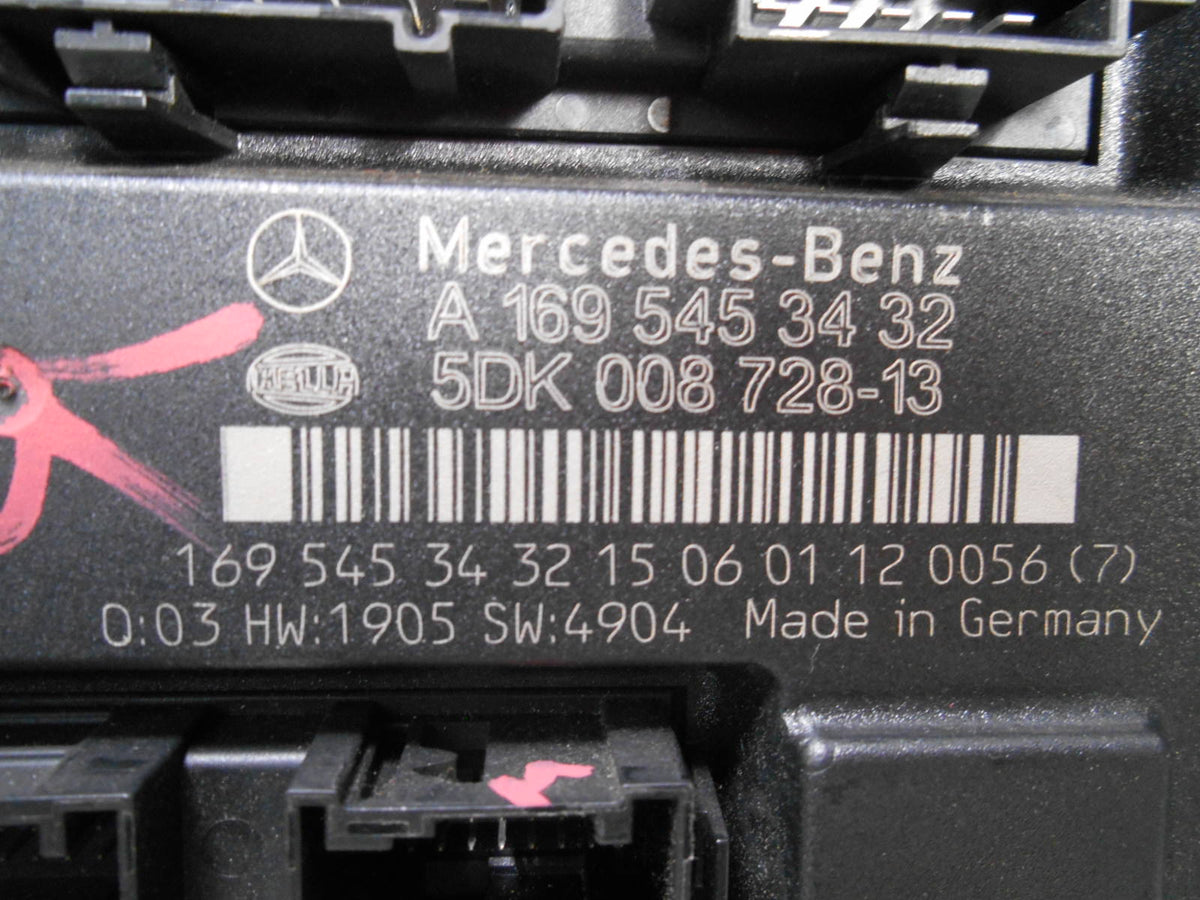 Mercedes-Benz
A 169 545 34 32
HELLA
5DK 008 728-13
169 545 34 32 15 06 01 12 0056 (7)
Q:03 HW:1905 SW:4904 Made in Germany